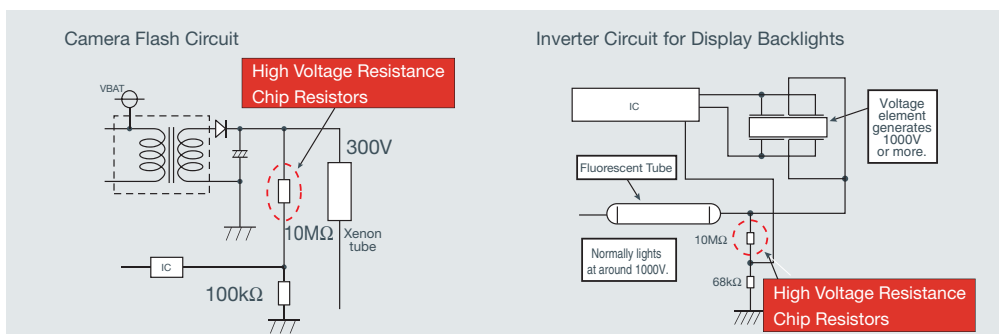 Camera Flash Circuit
VBAT
High Voltage Resistance
Chip Resistors
300V
10MΩ
Xenon
tube
IC
100kΩ
Inverter Circuit for Display Backlights
IC
Voltage
element
generates
1000V
or more.
Fluorescent Tube
10MΩ
Normally lights
at around 1000V.
68kΩ
High Voltage Resistance
Chip Resistors